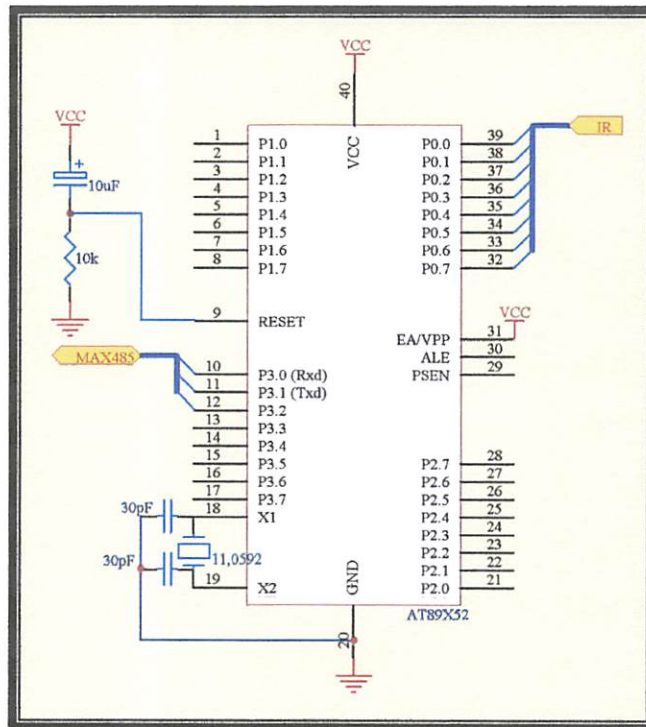 VCC
40
VCC
VCC
10uF
10k
1 P1.0
2 P1.1
3 P1.2
4 P1.3
5 P1.4
6 P1.5
7 P1.6
8 P1.7
9 RESET
MAX485
10 P3.0 (Rxd)
11 P3.1 (Txd)
12 P3.2
13 P3.3
14 P3.4
15 P3.5
16 P3.6
17 P3.7
18 X1
30pF
11,0592
30pF
19 X2
P0.0 39
P0.1 38
P0.2 37
P0.3 36
P0.4 35
P0.5 34
P0.6 33
P0.7 32
IR
VCC
EA/VPP 31
ALE 30
PSEN 29
P2.7 28
P2.6 27
P2.5 26
P2.4 25
P2.3 24
P2.2 23
P2.1 22
P2.0 21
GND
20
AT89X52